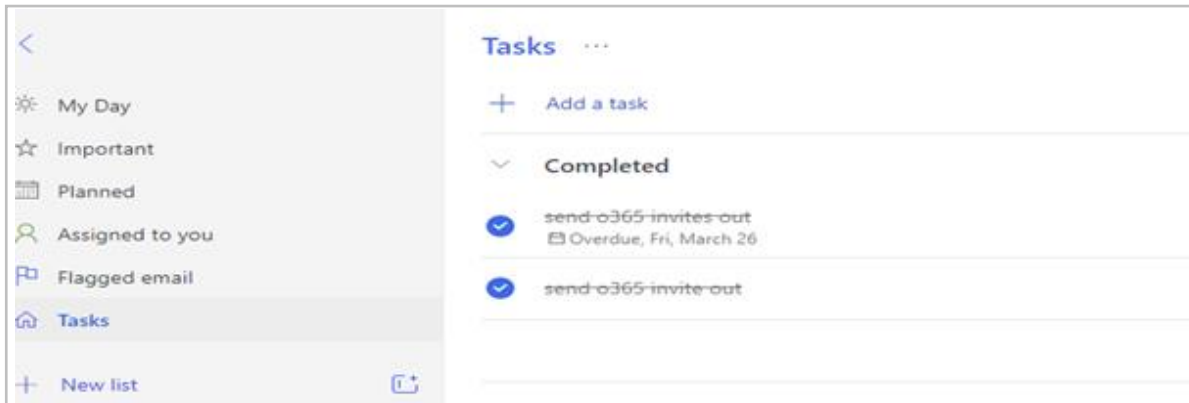 My Day
Important
Planned
Assigned to you
Flagged email
Tasks
New list
Tasks ...
Add a task
Completed
send o365 invites out
Overdue, Fri, March 26
send o365 invite out